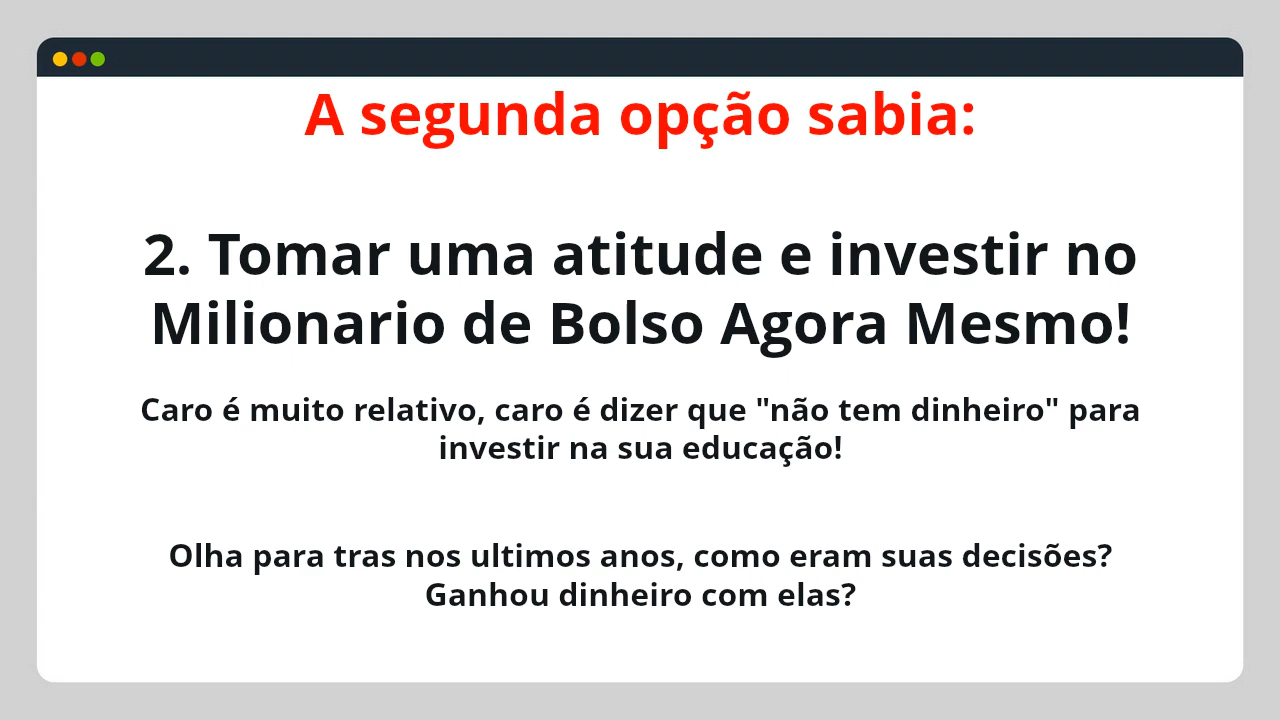 A segunda opção sabia:
2. Tomar uma atitude e investir no
Milionario de Bolso Agora Mesmo!
Caro é muito relativo, caro é dizer que "não tem dinheiro" para
investir na sua educação!
Olha para tras nos ultimos anos, como eram suas decisões?
Ganhou dinheiro com elas?